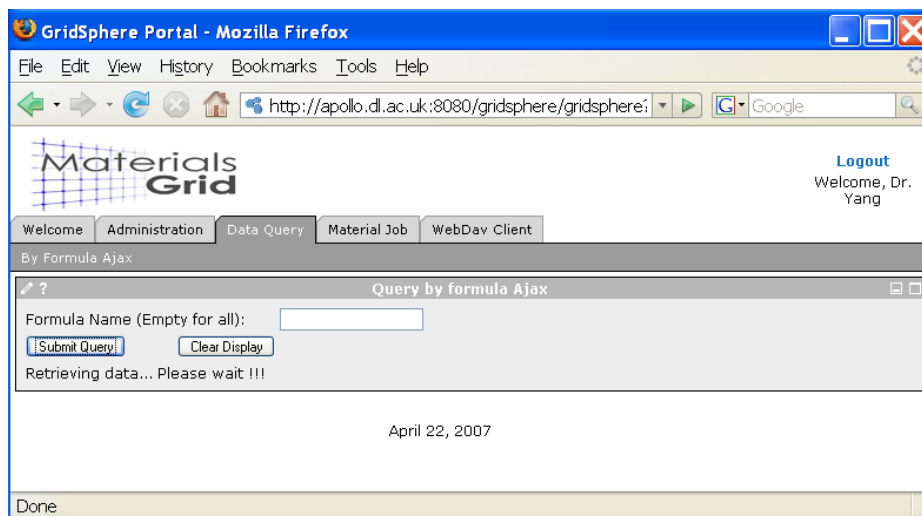 GridSphere Portal - Mozilla Firefox
File Edit View History Bookmarks Tools Help
http://apollo.dl.ac.uk:8080/gridsphere/gridsphere? G Google
Materials
Grid
Logout
Welcome, Dr.
Yang
Welcome Administration Data Query Material Job WebDav Client
By Formula Ajax
? Query by formula Ajax
Formula Name (Empty for all):
Submit Query Clear Display
Retrieving data... Please wait !!!
April 22, 2007
Done